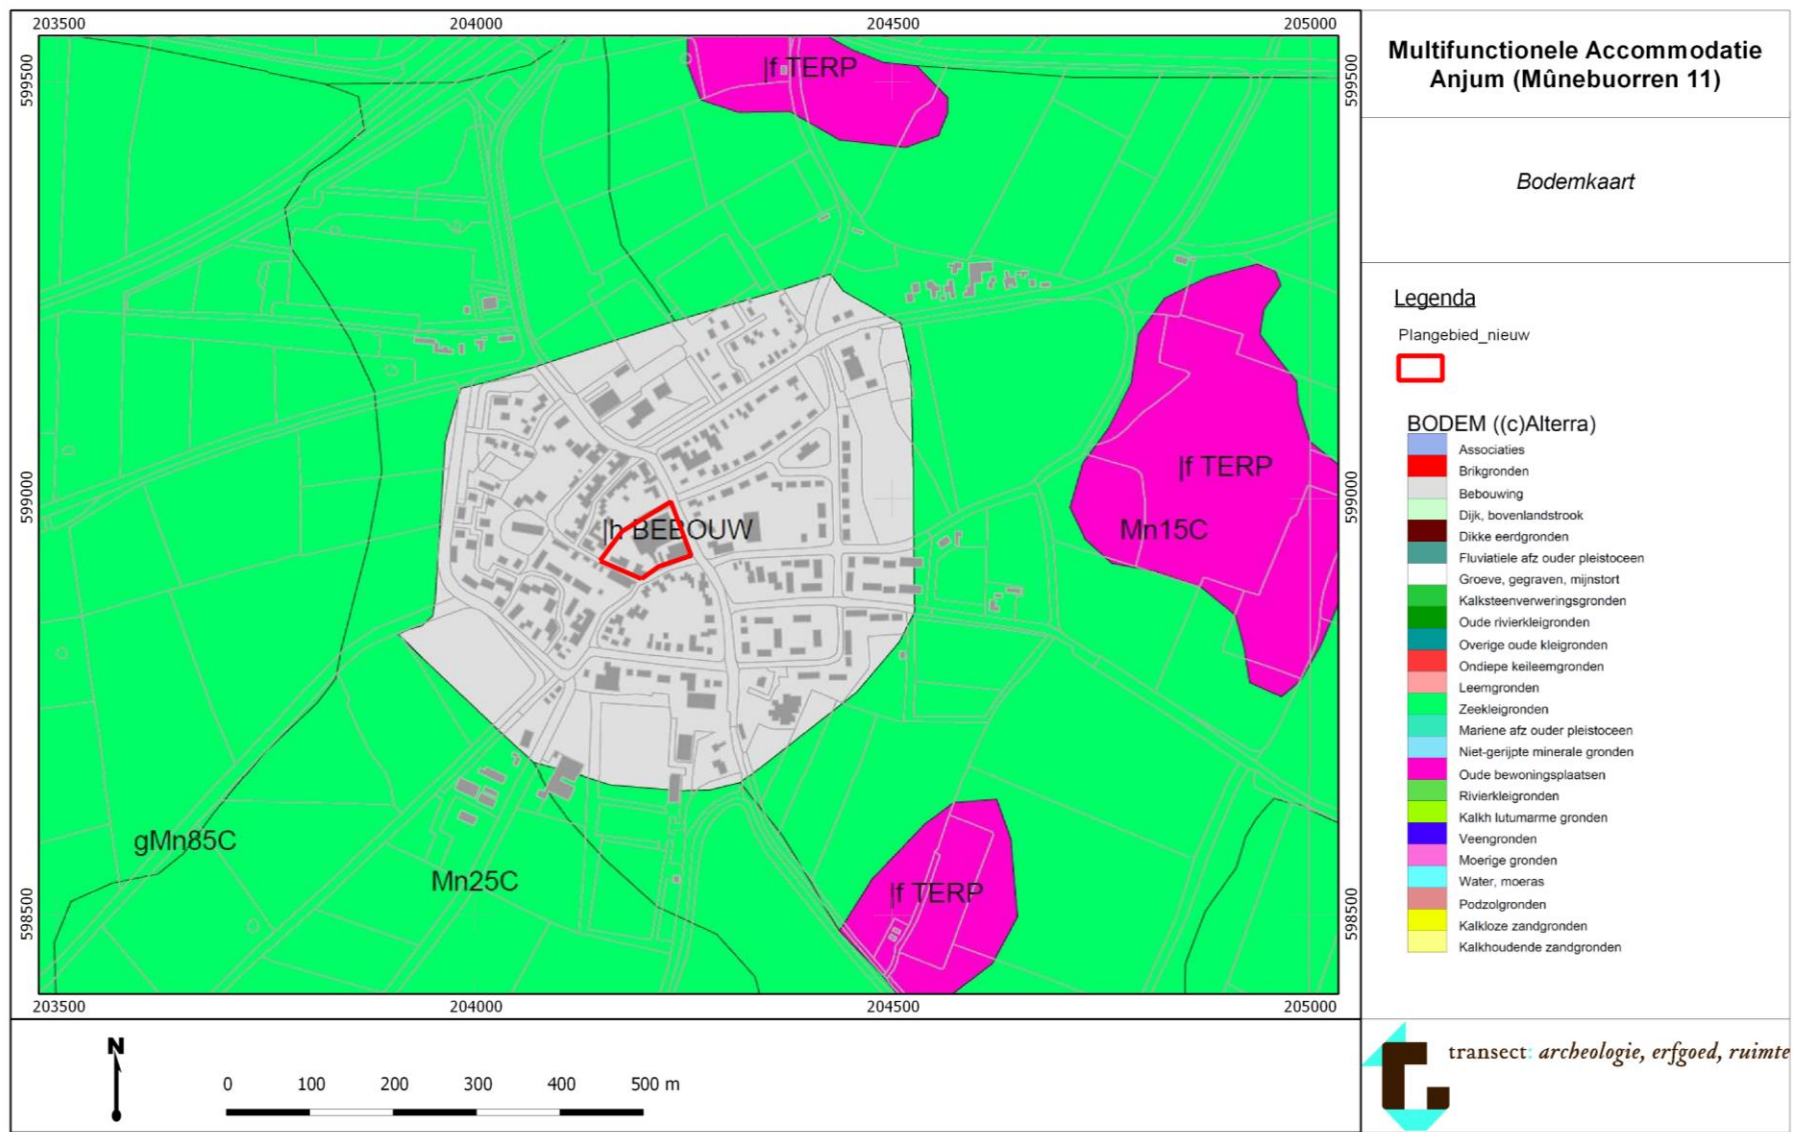 203500 204000 204500 205000
599500
599000
598500
|f TERP
|f TERP
Mn15C
|h BEBOUW
gMn85C
Mn25C
|f TERP
599500
599000
598500
203500 204000 204500 205000
N
0 100 200 300 400 500 m
Multifunctionele Accommodatie
Anjum (Mûnebuorren 11)
Bodemkaart
Legenda
Plangebied_nieuw
BODEM ((c)Alterra)
Associaties
Brikgronden
Bebouwing
Dijk, bovenlandstrook
Dikke eerdgronden
Fluviatiele afz ouder pleistoceen
Groeve, gegraven, mijnstort
Kalksteenverweringsgronden
Oude rivierkleigronden
Overige oude kleigronden
Ondiepe keileemgronden
Leemgronden
Zeekleigronden
Mariene afz ouder pleistoceen
Niet-gerijpte minerale gronden
Oude bewoningsplaatsen
Rivierkleigronden
Kalkh lutumarme gronden
Veengronden
Moerige gronden
Water, moeras
Podzolgronden
Kalkloze zandgronden
Kalkhoudende zandgronden
transect: archeologie, erfgoed, ruimte